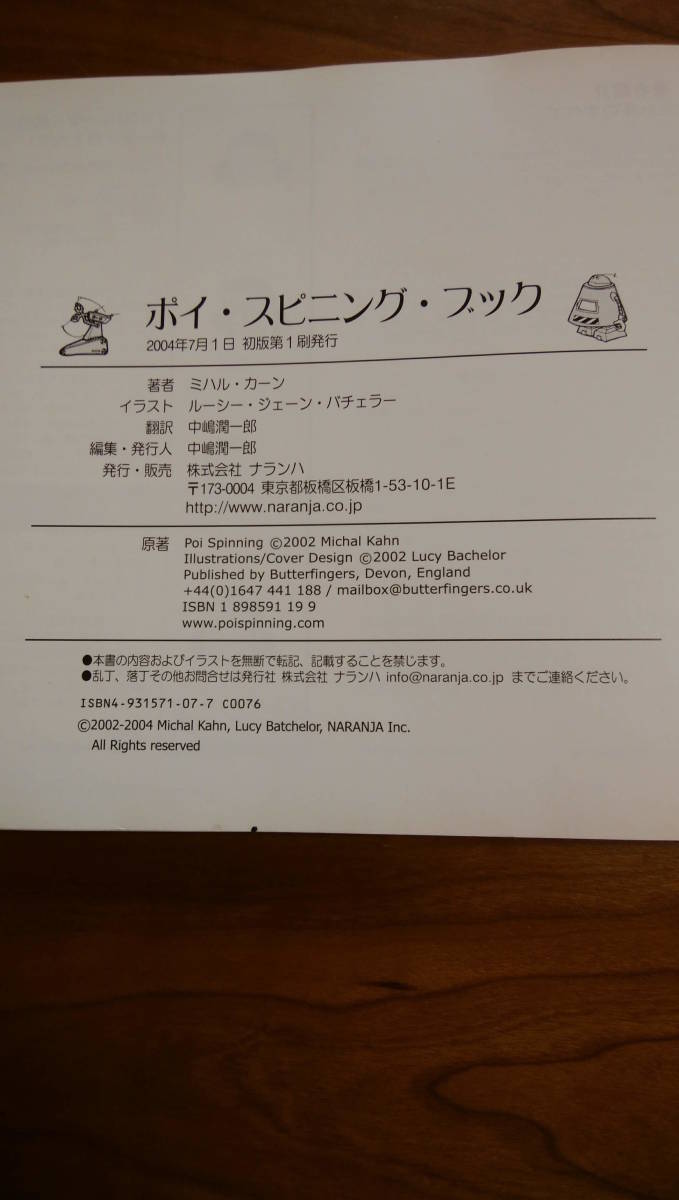 ポイ・スピニング・ブック
2004年7月1日 初版第1刷発行
著者 ミハル・カーン
イラスト ルーシー・ジェーン・バチェラー
翻訳 中嶋潤一郎
編集・発行人 中嶋潤一郎
発行・販売 株式会社 ナランハ
〒173-0004 東京都板橋区板橋1-53-10-1E
http://www.naranja.co.jp
原著 Poi Spinning ©2002 Michal Kahn
Illustrations/Cover Design ©2002 Lucy Bachelor
Published by Butterfingers, Devon, England
+44(0)1647 441 188 / mailbox@butterfingers.co.uk
ISBN 1 898591 19 9
www.poispinning.com
●本書の内容およびイラストを無断で転記、記載することを禁じます。
●乱丁、落丁その他お問合せは発行社 株式会社 ナランハ info@naranja.co.jp までご連絡ください。
ISBN4-931571-07-7 C0076
©2002-2004 Michal Kahn, Lucy Batchelor, NARANJA Inc.
All Rights reserved